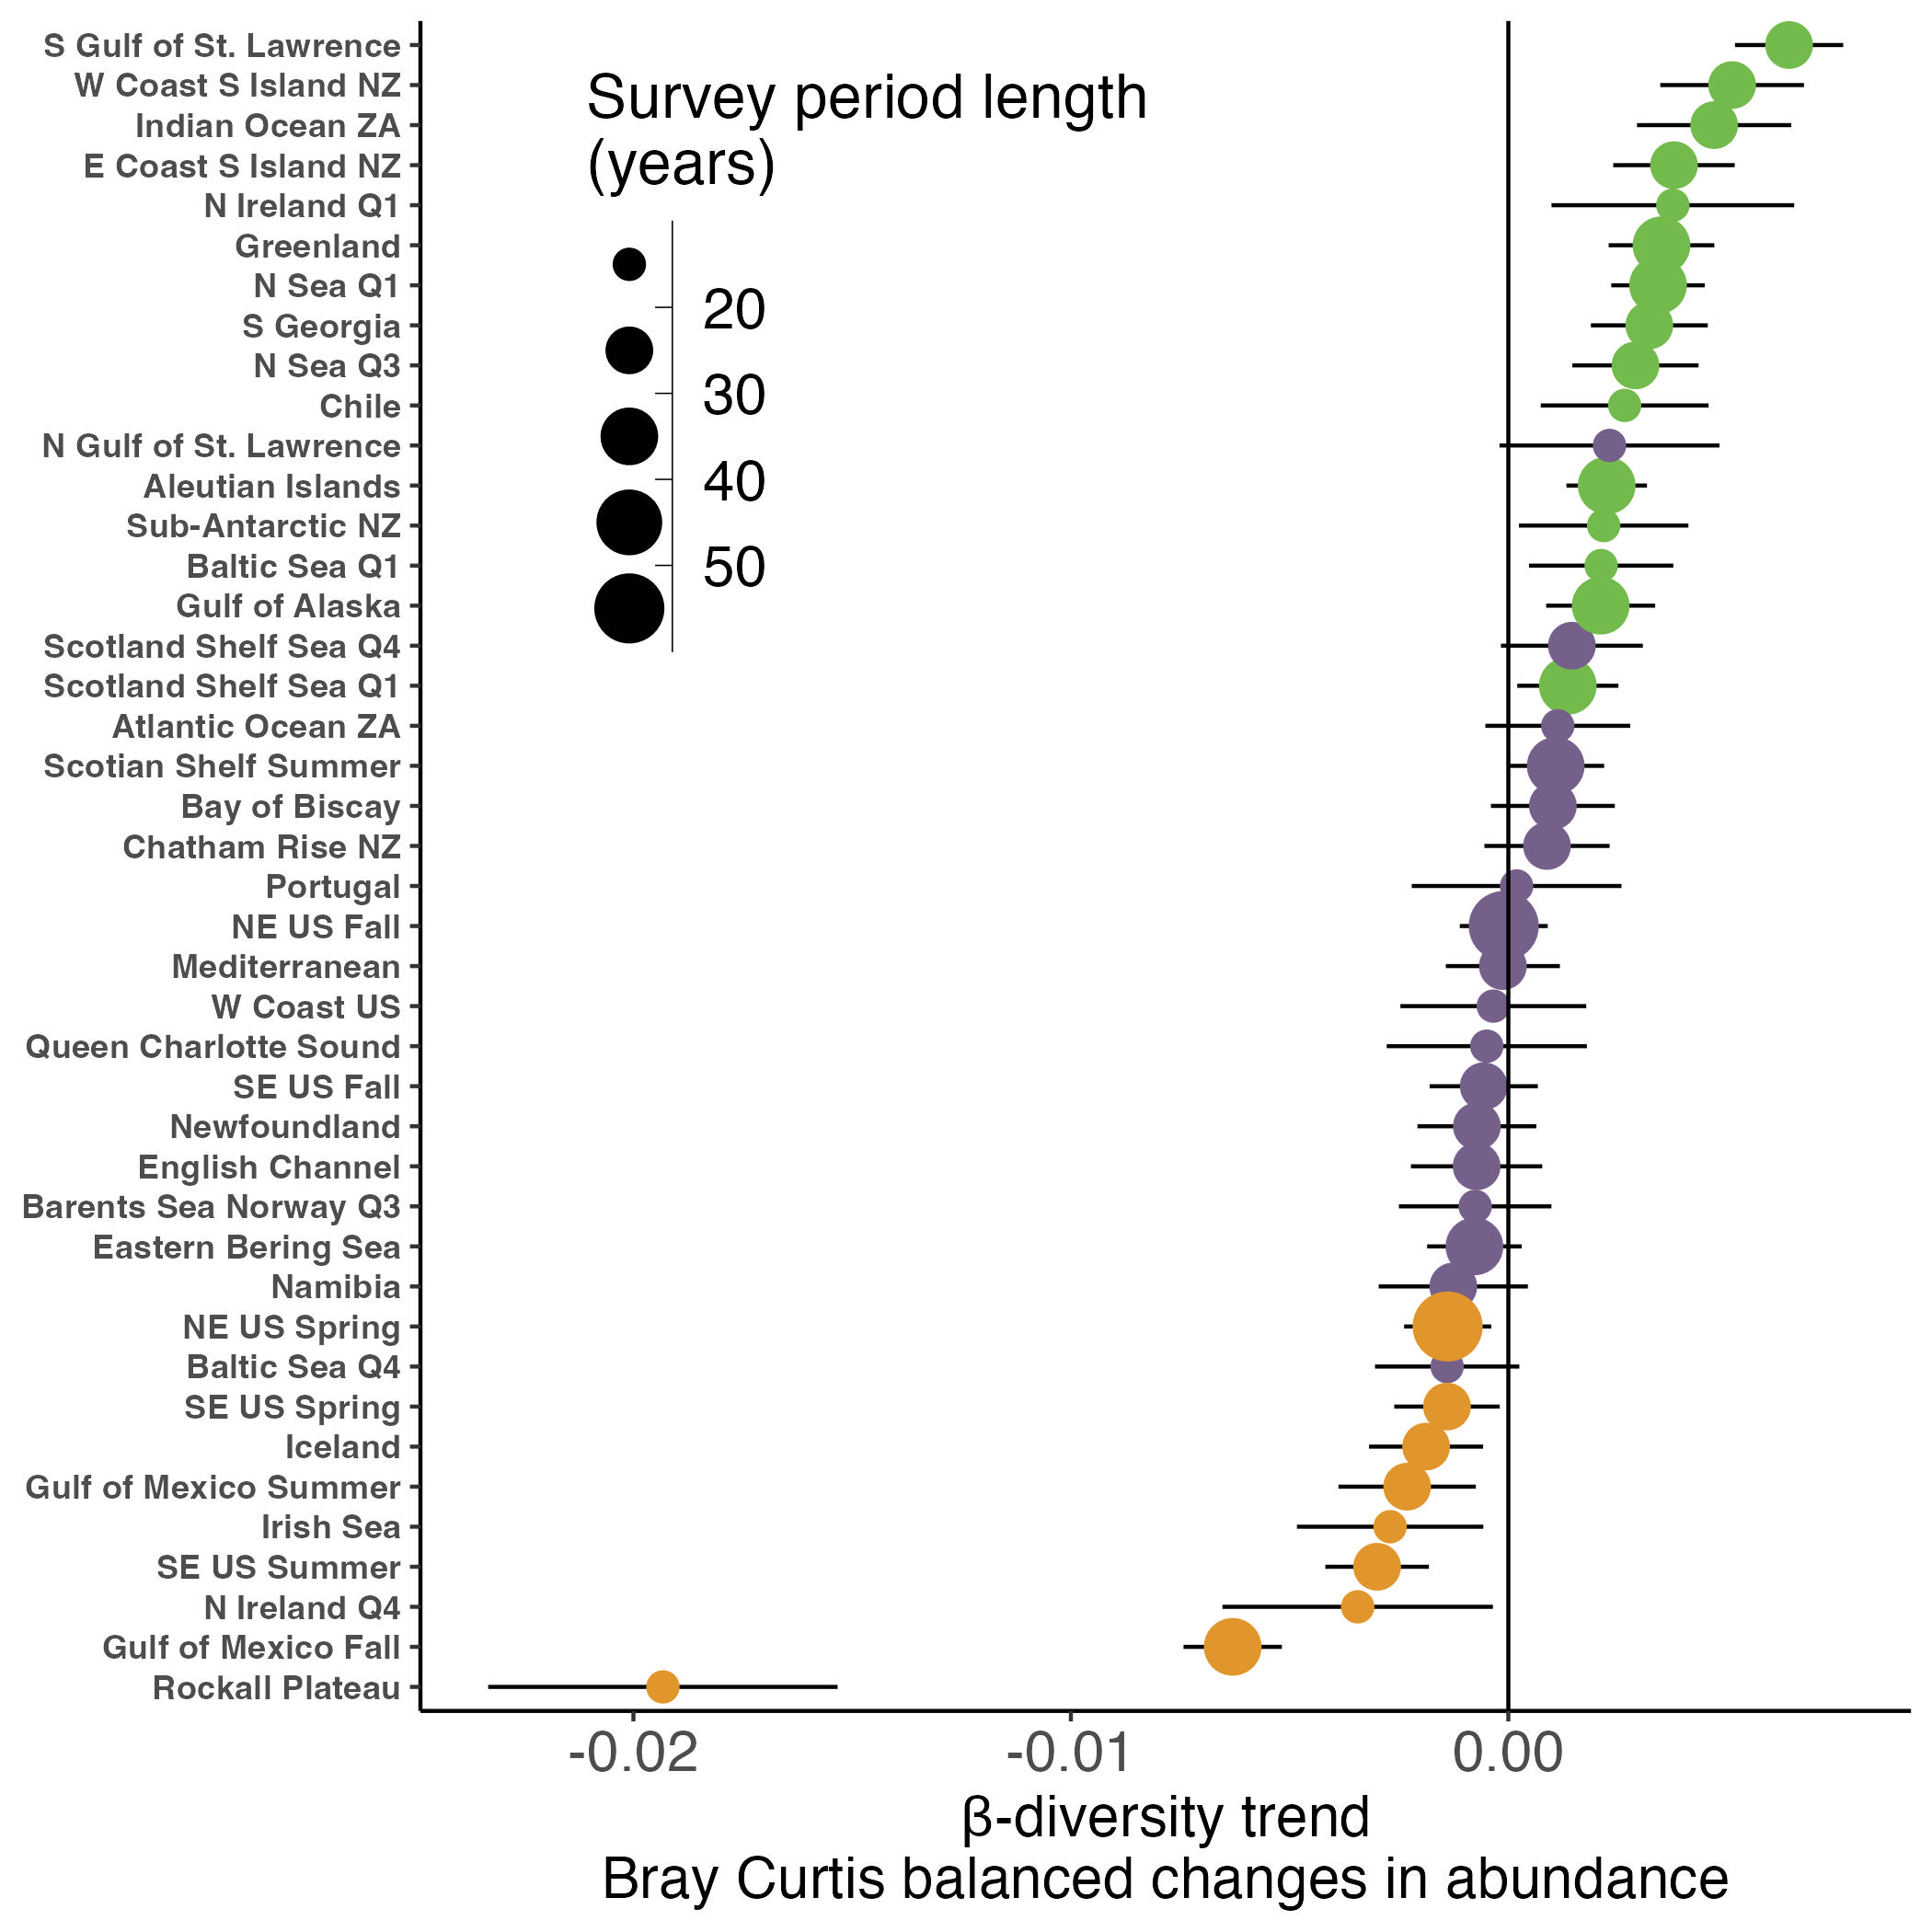 S Gulf of St. Lawrence
W Coast S Island NZ
Indian Ocean ZA
E Coast S Island NZ
N Ireland Q1
Greenland
N Sea Q1
S Georgia
N Sea Q3
Chile
N Gulf of St. Lawrence
Aleutian Islands
Sub-Antarctic NZ
Baltic Sea Q1
Gulf of Alaska
Scotland Shelf Sea Q4
Scotland Shelf Sea Q1
Atlantic Ocean ZA
Scotian Shelf Summer
Bay of Biscay
Chatham Rise NZ
Portugal
NE US Fall
Mediterranean
W Coast US
Queen Charlotte Sound
SE US Fall
Newfoundland
English Channel
Barents Sea Norway Q3
Eastern Bering Sea
Namibia
NE US Spring
Baltic Sea Q4
SE US Spring
Iceland
Gulf of Mexico Summer
Irish Sea
SE US Summer
N Ireland Q4
Gulf of Mexico Fall
Rockall Plateau
Survey period length
(years)
20
30
40
50
-0.02
-0.01
0.00
β-diversity trend
Bray Curtis balanced changes in abundance